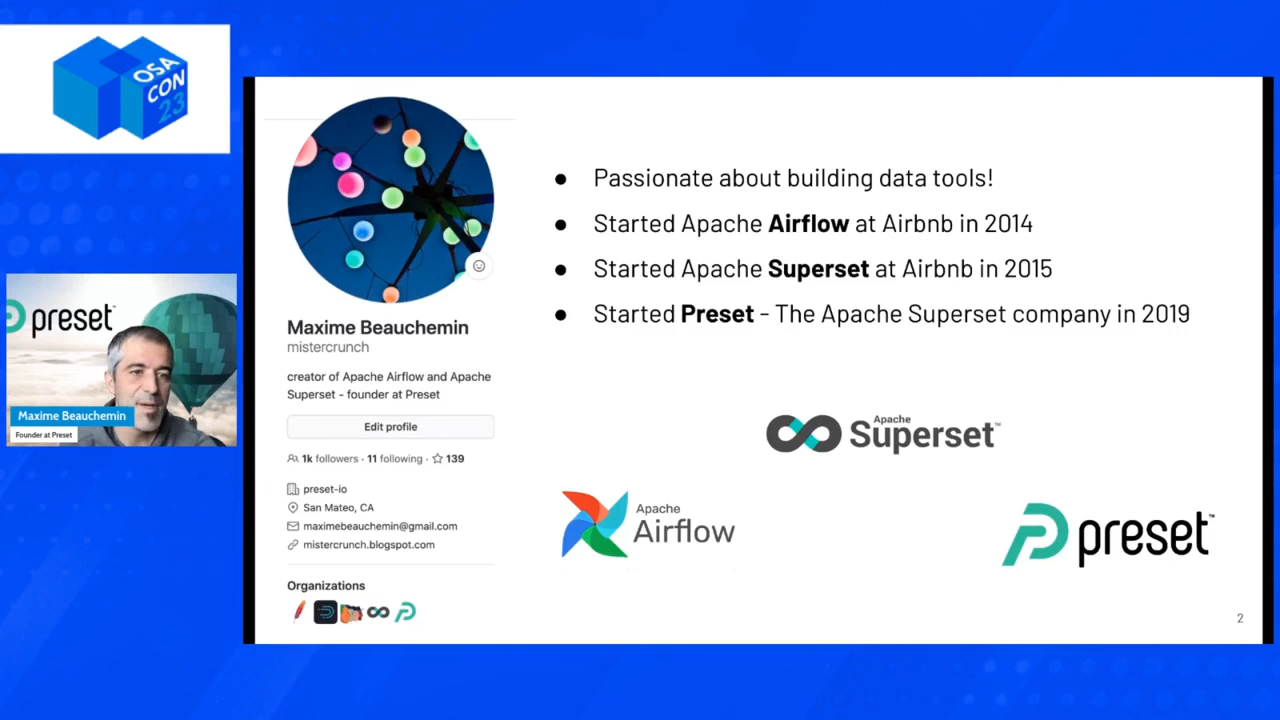 OSA
CON
23
preset™
Maxime Beauchemin
Founder at Preset
Maxime Beauchemin
mistercrunch
creator of Apache Airflow and Apache
Superset - founder at Preset
Edit profile
1k followers · 11 following · 139
preset-io
San Mateo, CA
maximebeauchemin@gmail.com
mistercrunch.blogspot.com
Organizations
● Passionate about building data tools!
● Started Apache Airflow at Airbnb in 2014
● Started Apache Superset at Airbnb in 2015
● Started Preset - The Apache Superset company in 2019
Apache
Superset™
Apache
Airflow
preset™
2